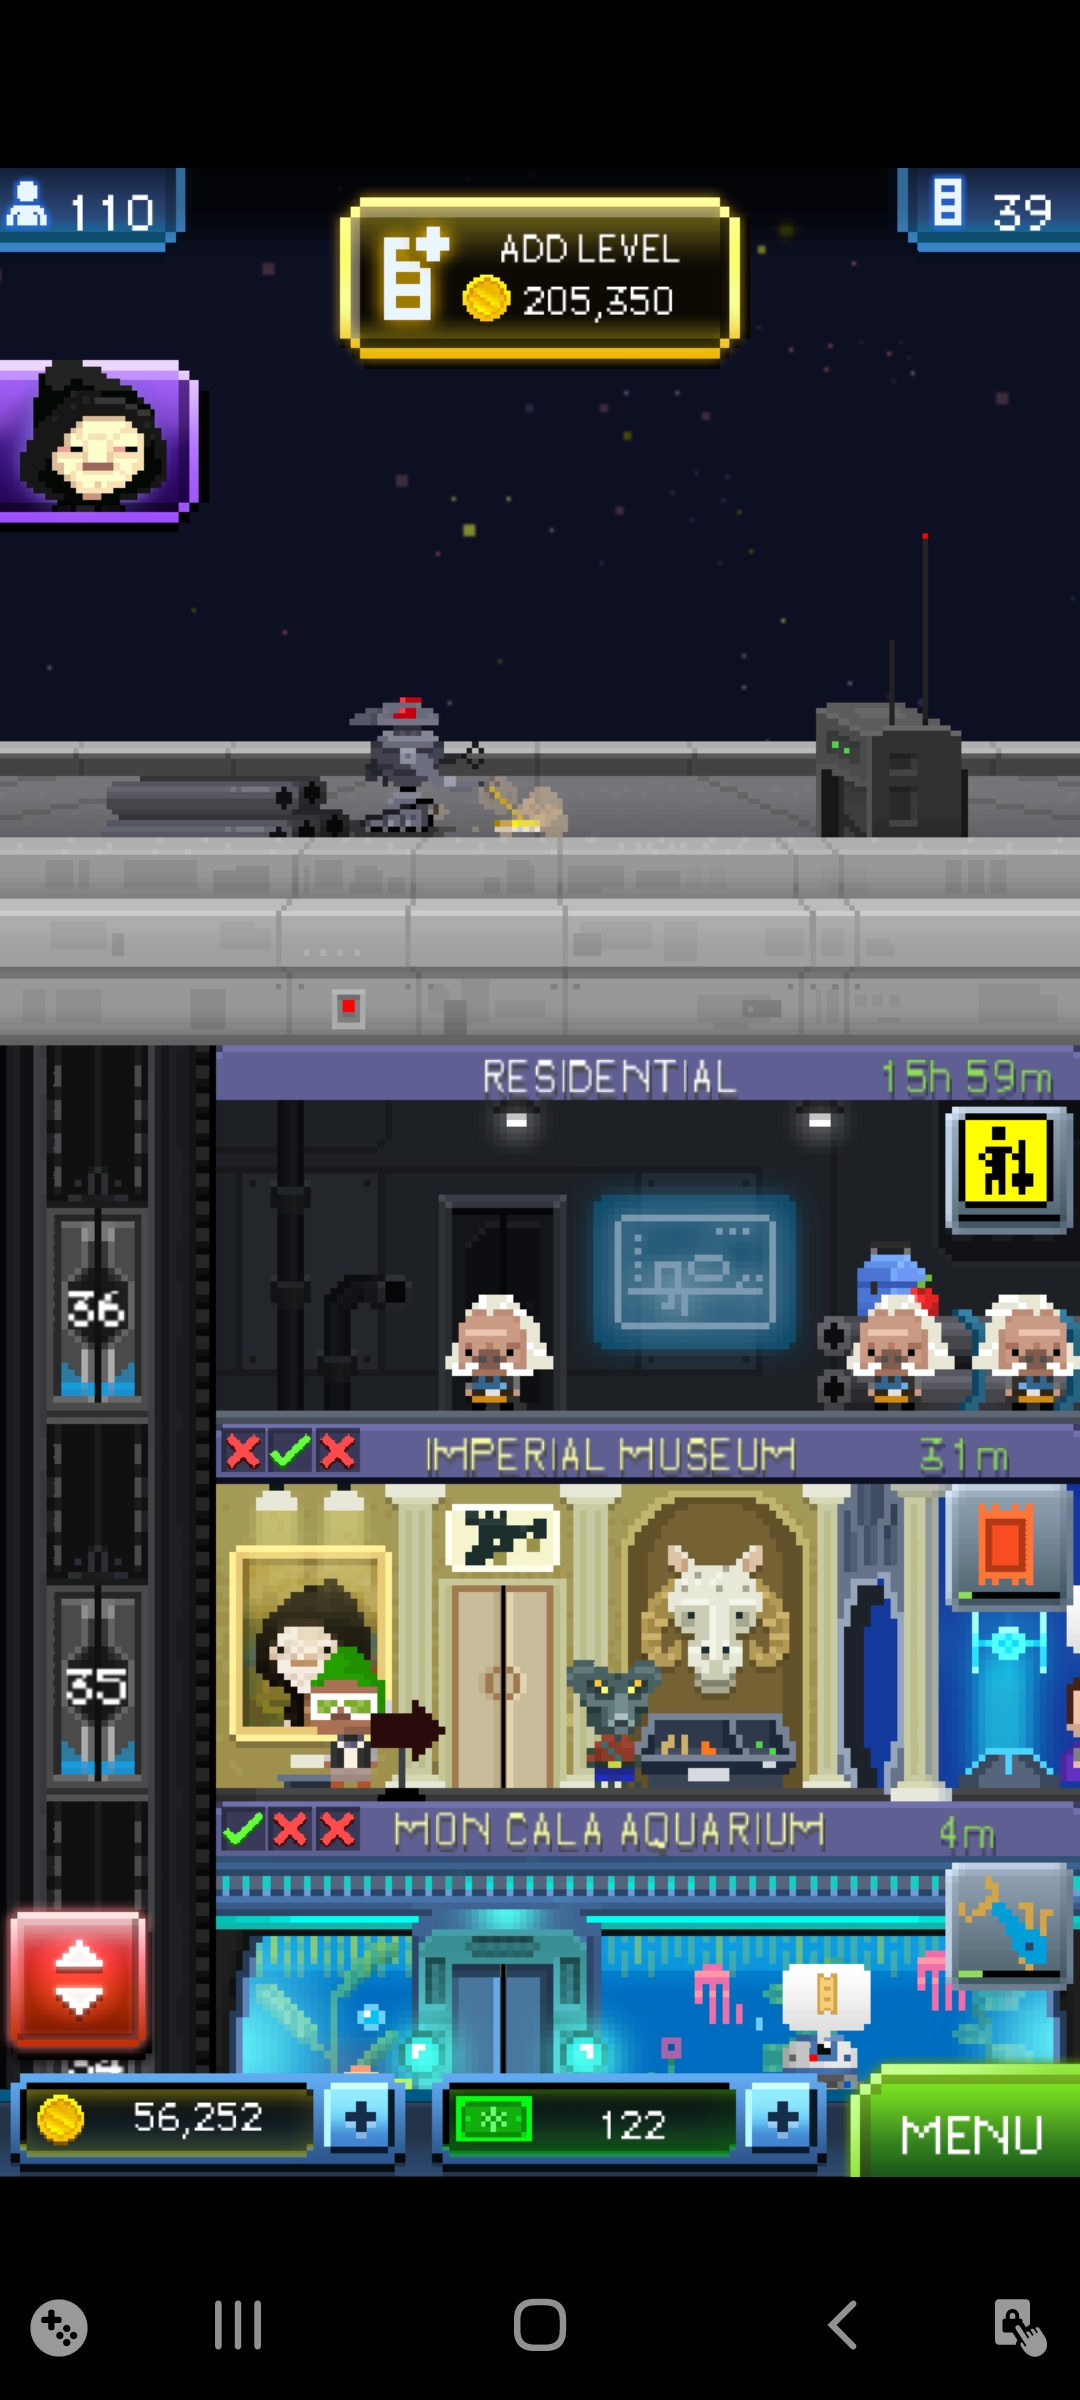 110
ADD LEVEL
205,350
39
RESIDENTIAL 15h 59m
36
IMPERIAL MUSEUM 31m
35
MON CALA AQUARIUM 4m
56,252
122
MENU